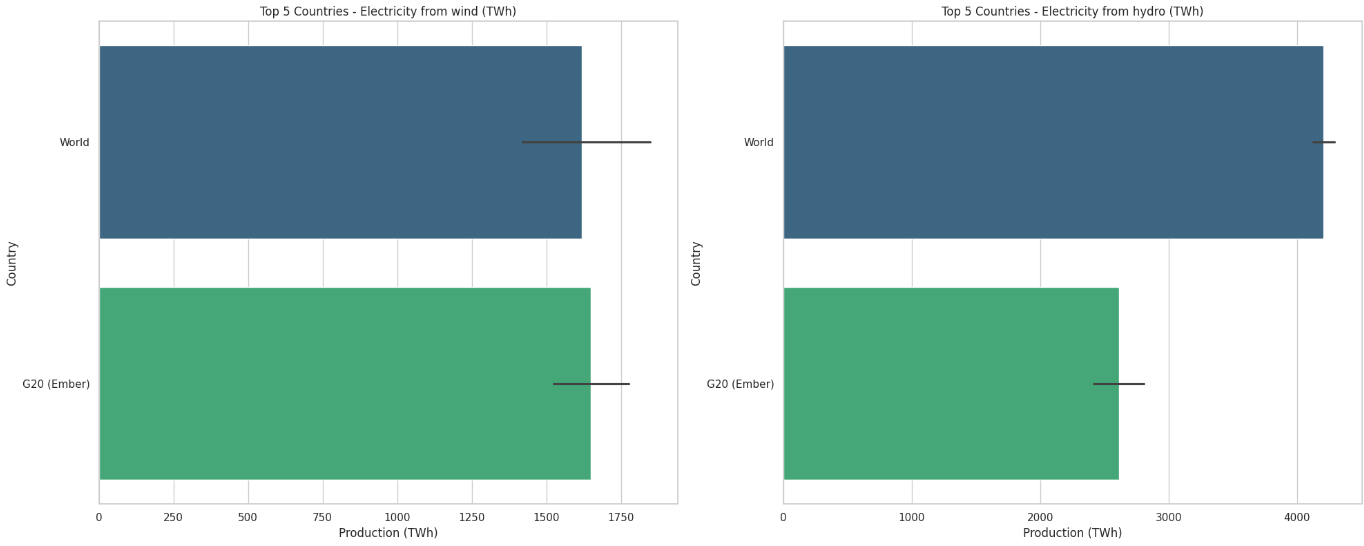 Top 5 Countries - Electricity from wind (TWh)
Country
World
G20 (Ember)
0 250 500 750 1000 1250 1500 1750
Production (TWh)
Top 5 Countries - Electricity from hydro (TWh)
Country
World
G20 (Ember)
0 1000 2000 3000 4000
Production (TWh)